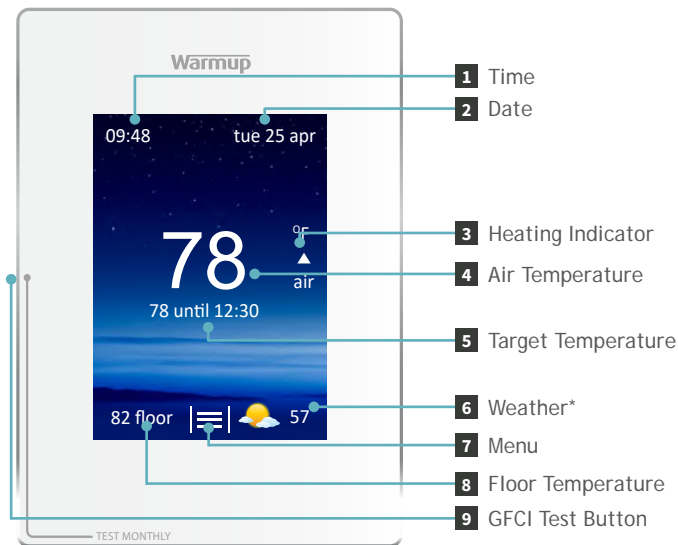 Warmup
09:48
tue 25 apr
ºF
78
air
78 until 12:30
82 floor
57
TEST MONTHLY
1 Time
2 Date
3 Heating Indicator
4 Air Temperature
5 Target Temperature
6 Weather*
7 Menu
8 Floor Temperature
9 GFCI Test Button